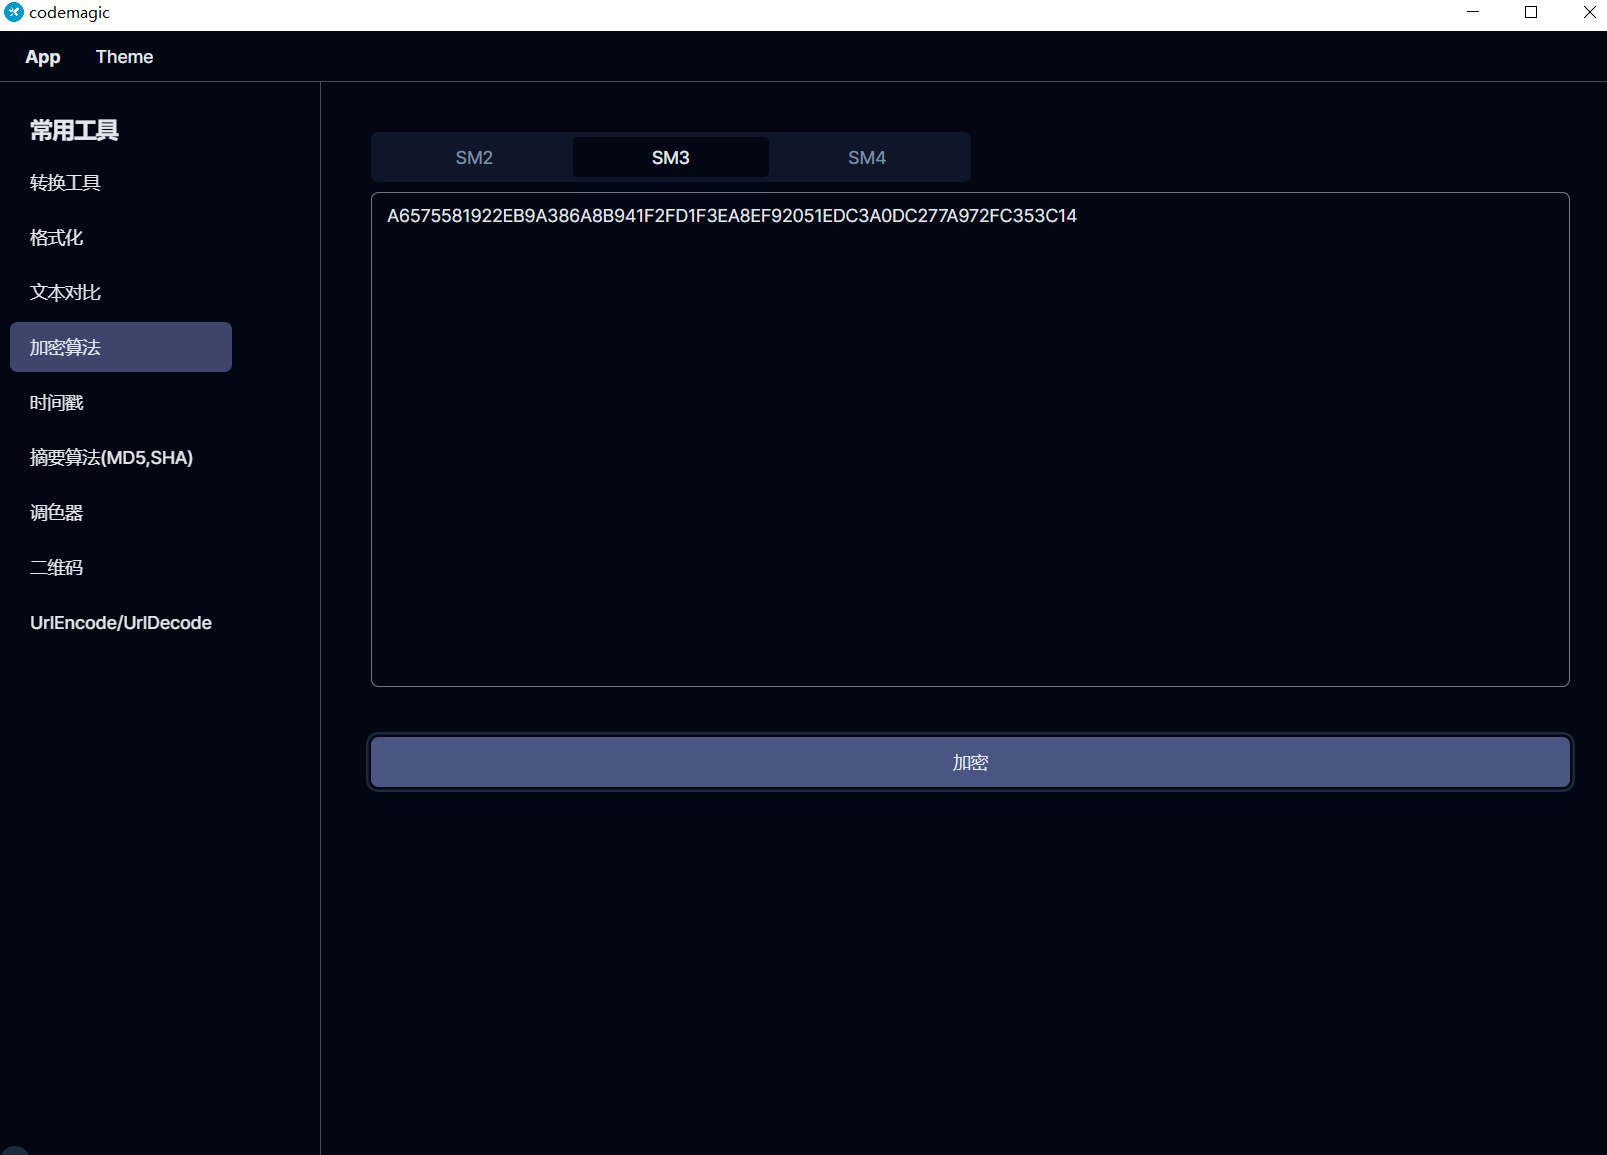 codemagic
App Theme
常用工具
转换工具
格式化
文本对比
加密算法
时间戳
摘要算法(MD5,SHA)
调色器
二维码
UrlEncode/UrlDecode
SM2 SM3 SM4
A6575581922EB9A386A8B941F2FD1F3EA8EF92051EDC3A0DC277A972FC353C14
加密